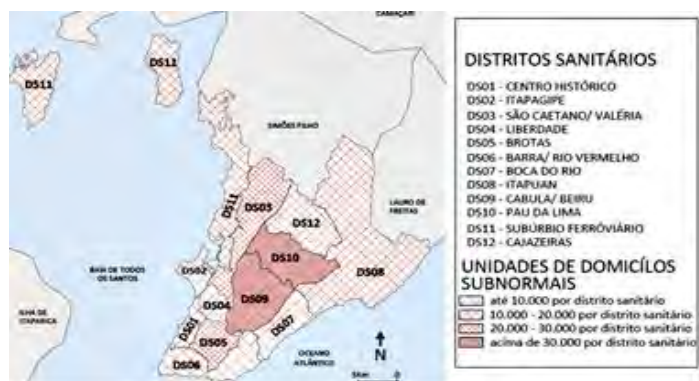 CAMAÇARI
DS11
DS11
SIMÕES FILHO
DS11
DS03
DS12
LAURO DE
FREITAS
DS10
DS02
DS08
BAÍA DE TODOS
OS SANTOS
DS09
DS04
ILHA DE
ITAPARICA
DS01
DS07
DS05
DS06
OCEANO
ATLÂNTICO
N
5km
0
DISTRITOS SANITÁRIOS
DS01 - CENTRO HISTÓRICO
DS02 - ITAPAGIPE
DS03 - SÃO CAETANO/ VALÉRIA
DS04 - LIBERDADE
DS05 - BROTAS
DS06 - BARRA/ RIO VERMELHO
DS07 - BOCA DO RIO
DS08 - ITAPUAN
DS09 - CABULA/ BEIRU
DS10 - PAU DA LIMA
DS11 - SUBÚRBIO FERRÓVIÁRIO
DS12 - CAJAZEIRAS
UNIDADES DE DOMICÍLOS
SUBNORMAIS
até 10.000 por distrito sanitário
10.000 - 20.000 por distrito sanitário
20.000 - 30.000 por distrito sanitário
acima de 30.000 por distrito sanitário